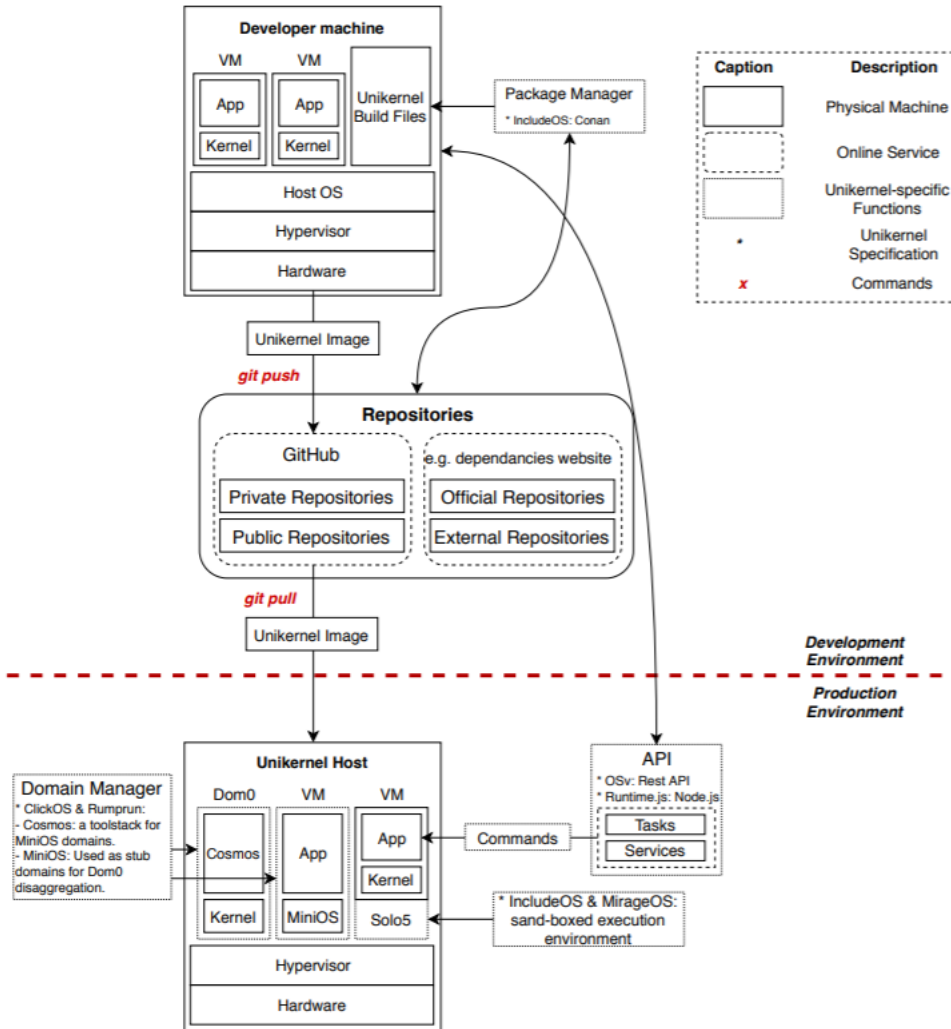 Developer machine
VM
VM
App
App
Kernel
Kernel
Unikernel
Build Files
Host OS
Hypervisor
Hardware
Package Manager
* IncludeOS: Conan
Caption
Description
Physical Machine
Online Service
Unikernel-specific
Functions
*
Unikernel
Specification
x
Commands
Unikernel Image
git push
Repositories
GitHub
Private Repositories
Public Repositories
e.g. dependancies website
Official Repositories
External Repositories
git pull
Unikernel Image
Development
Environment
Production
Environment
Domain Manager
* ClickOS & Rumprun:
- Cosmos: a toolstack for
MiniOS domains.
- MiniOS: Used as stub
domains for Dom0
disaggregation.
Unikernel Host
Dom0
VM
VM
Cosmos
App
App
Kernel
Kernel
MiniOS
Solo5
Hypervisor
Hardware
Commands
API
* OSv: Rest API
* Runtime.js: Node.js
Tasks
Services
* IncludeOS & MirageOS:
sand-boxed execution
environment